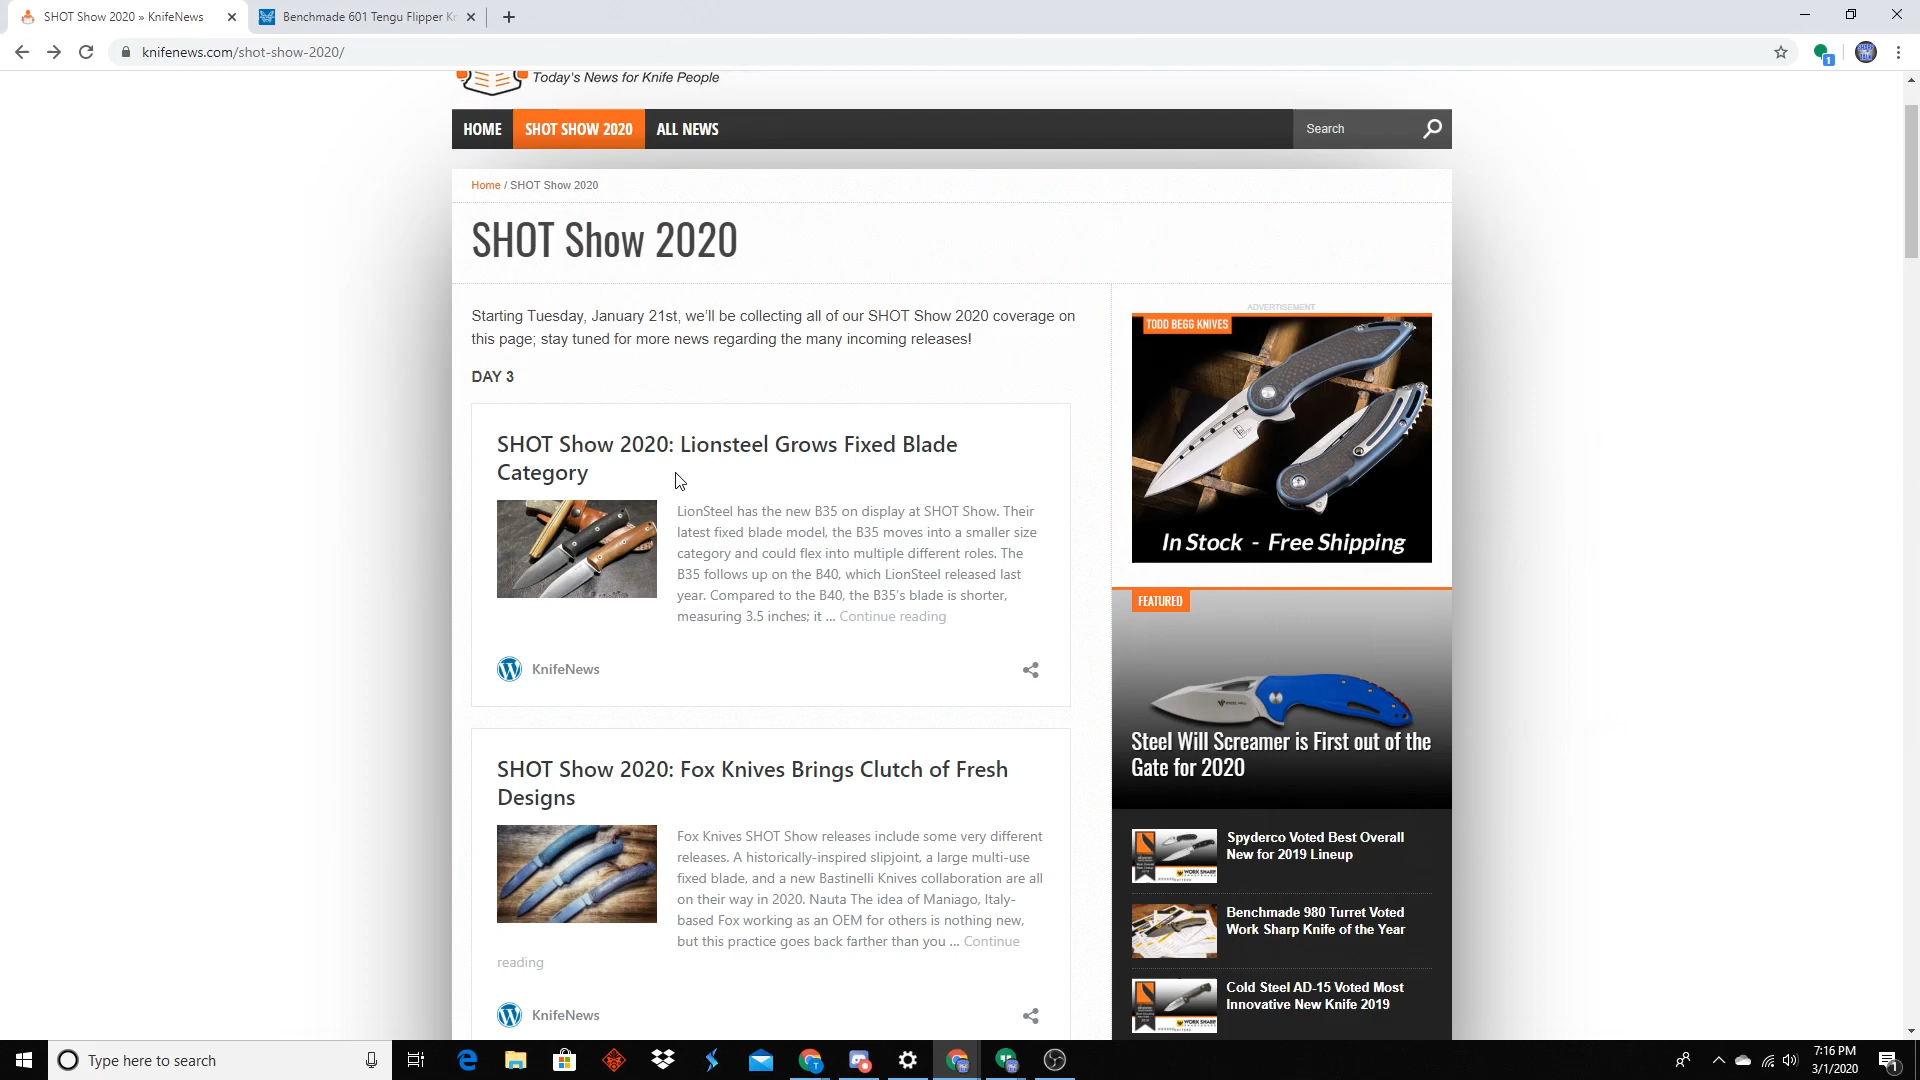 SHOT Show 2020 » KnifeNews
Benchmade 601 Tengu Flipper Kn
knifenews.com/shot-show-2020/
1
Today's News for Knife People
HOME SHOT SHOW 2020 ALL NEWS Search
Home / SHOT Show 2020
SHOT Show 2020
Starting Tuesday, January 21st, we'll be collecting all of our SHOT Show 2020 coverage on
this page; stay tuned for more news regarding the many incoming releases!
DAY 3
SHOT Show 2020: Lionsteel Grows Fixed Blade
Category
LionSteel has the new B35 on display at SHOT Show. Their
latest fixed blade model, the B35 moves into a smaller size
category and could flex into multiple different roles. The
B35 follows up on the B40, which LionSteel released last
year. Compared to the B40, the B35's blade is shorter,
measuring 3.5 inches; it ... Continue reading
KnifeNews
SHOT Show 2020: Fox Knives Brings Clutch of Fresh
Designs
Fox Knives SHOT Show releases include some very different
releases. A historically-inspired slipjoint, a large multi-use
fixed blade, and a new Bastinelli Knives collaboration are all
on their way in 2020. Nauta The idea of Maniago, Italy-
based Fox working as an OEM for others is nothing new,
but this practice goes back farther than you ... Continue
reading
KnifeNews
ADVERTISEMENT
TODD BEGG KNIVES
In Stock - Free Shipping
FEATURED
STEEL WILL
Steel Will Screamer is First out of the
Gate for 2020
Spyderco Voted Best Overall
New for 2019 Lineup
WORK SHARP
Benchmade 980 Turret Voted
Work Sharp Knife of the Year
Cold Steel AD-15 Voted Most
Innovative New Knife 2019
WORK SHARP
Type here to search
7:16 PM
3/1/2020
1